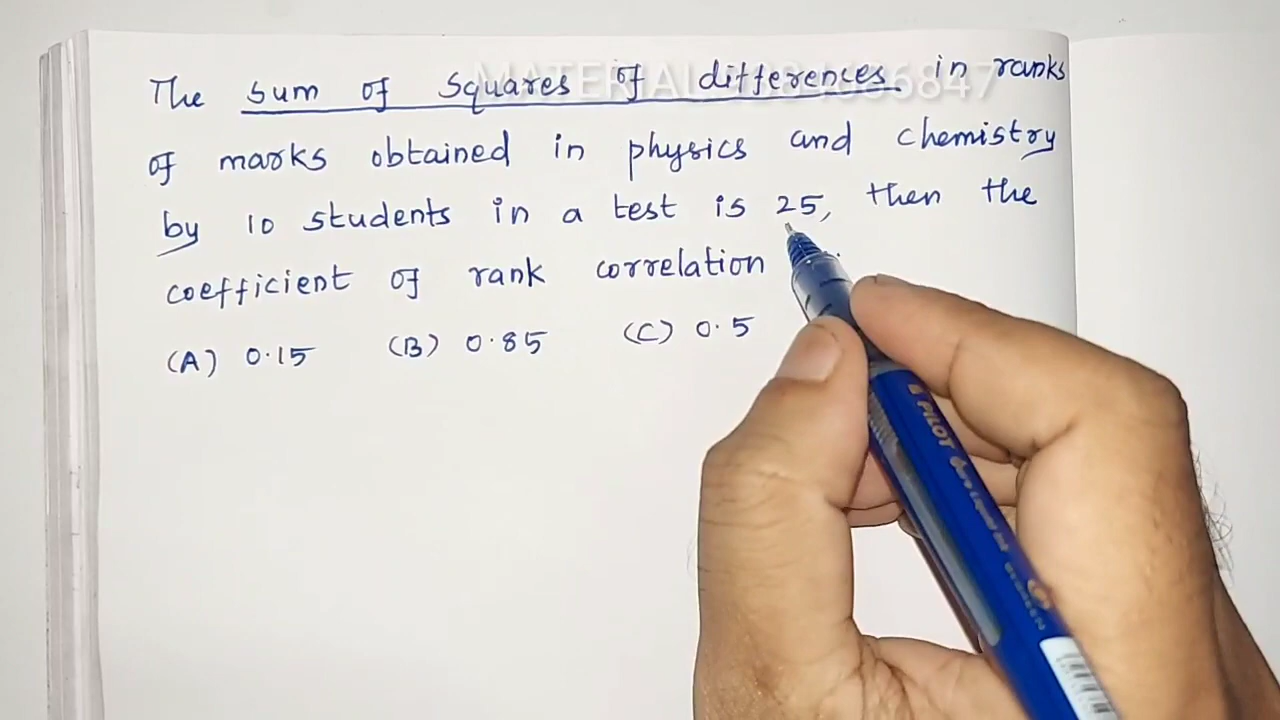 The sum of squares of differences in ranks
of marks obtained in physics and chemistry
by 10 students in a test is 25, then the
coefficient of rank correlation
(A) 0.15 (B) 0.85 (C) 0.5
PILOT